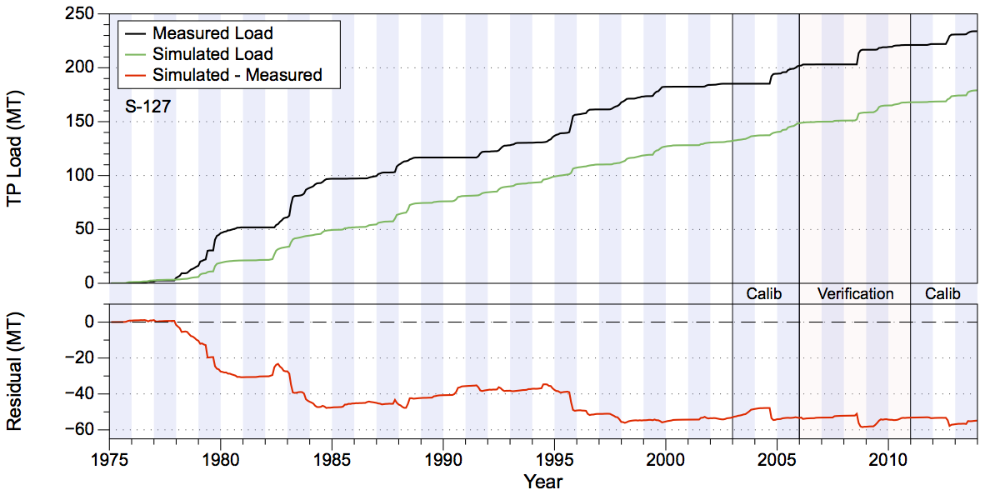 250
Measured Load
Simulated Load
200
Simulated - Measured
S-127
150
TP Load (MT)
100
50
0
Calib Verification Calib
0
−20
Residual (MT)
−40
−60
1975 1980 1985 1990 1995 2000 2005 2010
Year